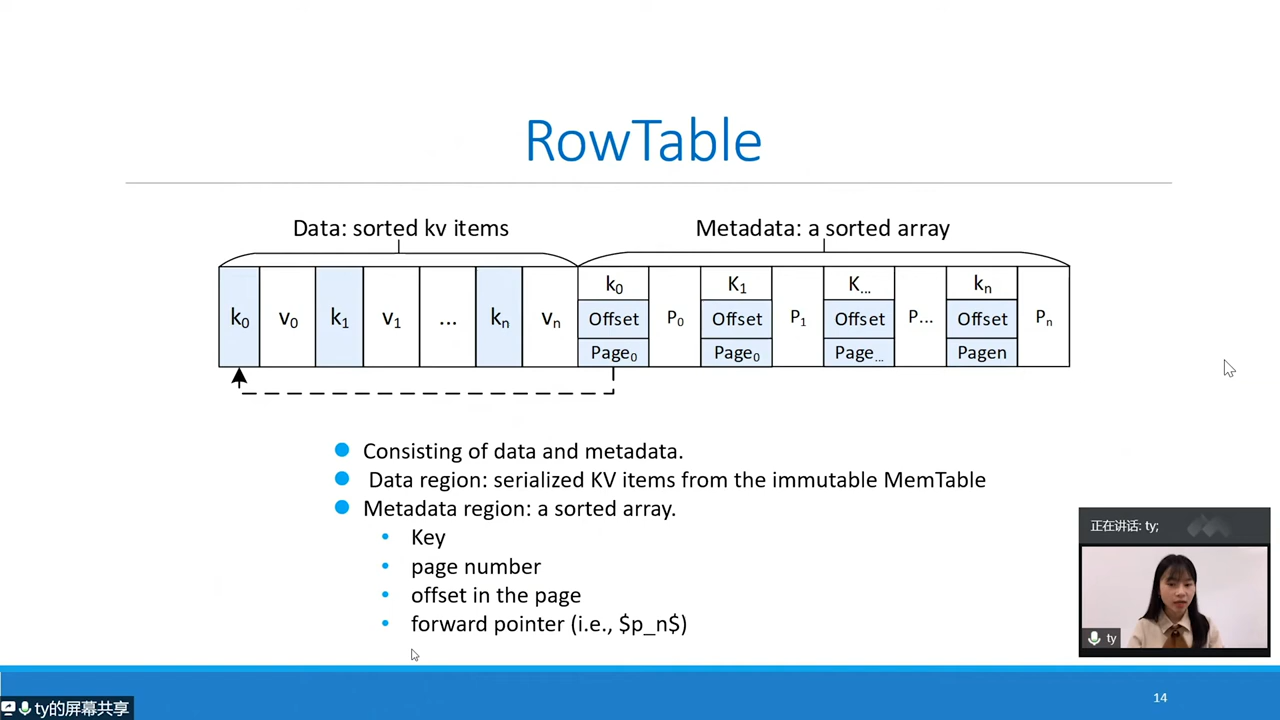 RowTable
Data: sorted kv items
Metadata: a sorted array
k0 v0 k1 v1 ... kn vn k0 P0 K1 P1 K... P... kn Pn
Offset Offset Offset Offset
Page0 Page0 Page... Pagen
Consisting of data and metadata.
Data region: serialized KV items from the immutable MemTable
Metadata region: a sorted array.
Key
page number
offset in the page
forward pointer (i.e., $p_n$)
正在讲话: ty;
ty
14
ty的屏幕共享